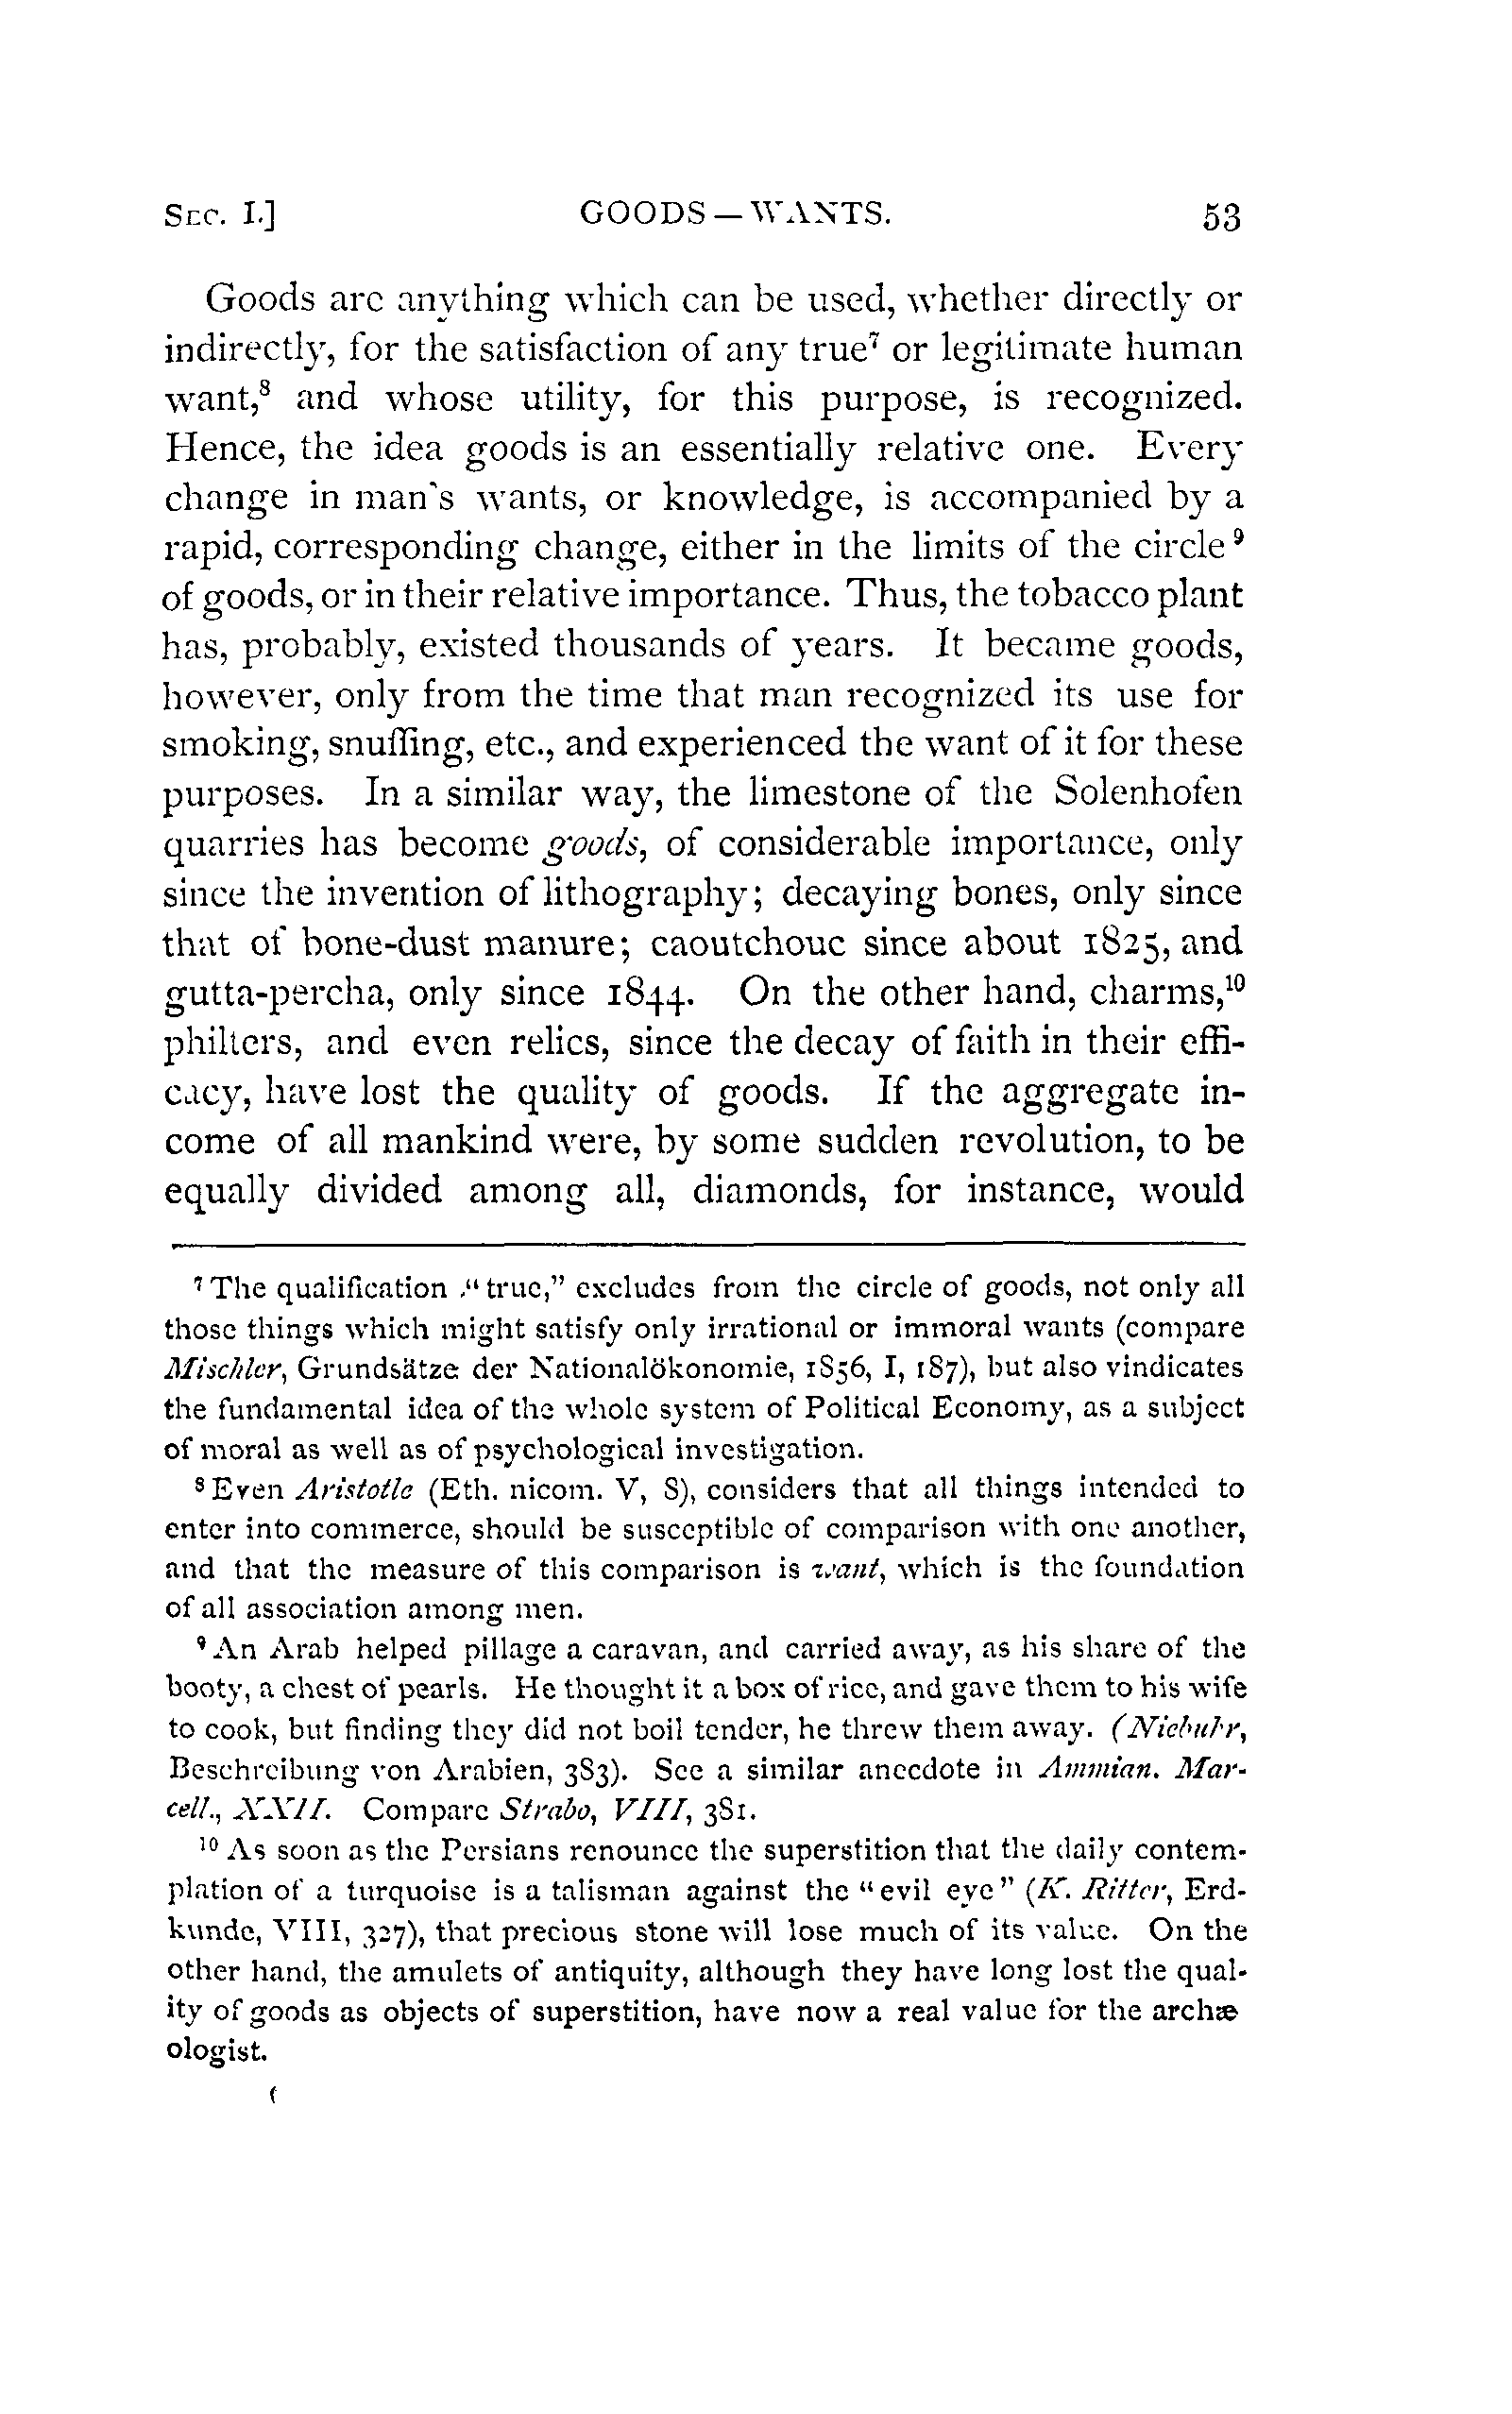 SEC. I.] GOODS — WANTS. 53
Goods are anything which can be used, whether directly or
indirectly, for the satisfaction of any true⁷ or legitimate human
want,⁸ and whose utility, for this purpose, is recognized.
Hence, the idea goods is an essentially relative one. Every
change in man's wants, or knowledge, is accompanied by a
rapid, corresponding change, either in the limits of the circle⁹
of goods, or in their relative importance. Thus, the tobacco plant
has, probably, existed thousands of years. It became goods,
however, only from the time that man recognized its use for
smoking, snuffing, etc., and experienced the want of it for these
purposes. In a similar way, the limestone of the Solenhofen
quarries has become goods, of considerable importance, only
since the invention of lithography; decaying bones, only since
that of bone-dust manure; caoutchouc since about 1825, and
gutta-percha, only since 1844. On the other hand, charms,¹⁰
philters, and even relics, since the decay of faith in their effi-
cacy, have lost the quality of goods. If the aggregate in-
come of all mankind were, by some sudden revolution, to be
equally divided among all, diamonds, for instance, would
⁷ The qualification "true," excludes from the circle of goods, not only all
those things which might satisfy only irrational or immoral wants (compare
Mischler, Grundsätze der Nationalökonomie, 1856, I, 187), but also vindicates
the fundamental idea of the whole system of Political Economy, as a subject
of moral as well as of psychological investigation.
⁸ Even Aristotle (Eth. nicom. V, 8), considers that all things intended to
enter into commerce, should be susceptible of comparison with one another,
and that the measure of this comparison is want, which is the foundation
of all association among men.
⁹ An Arab helped pillage a caravan, and carried away, as his share of the
booty, a chest of pearls. He thought it a box of rice, and gave them to his wife
to cook, but finding they did not boil tender, he threw them away. (Niebuhr,
Beschreibung von Arabien, 383). See a similar anecdote in Ammian. Mar-
cell., XXII. Compare Strabo, VIII, 381.
¹⁰ As soon as the Persians renounce the superstition that the daily contem-
plation of a turquoise is a talisman against the "evil eye" (K. Ritter, Erd-
kunde, VIII, 327), that precious stone will lose much of its value. On the
other hand, the amulets of antiquity, although they have long lost the qual-
ity of goods as objects of superstition, have now a real value for the archæ
ologist.